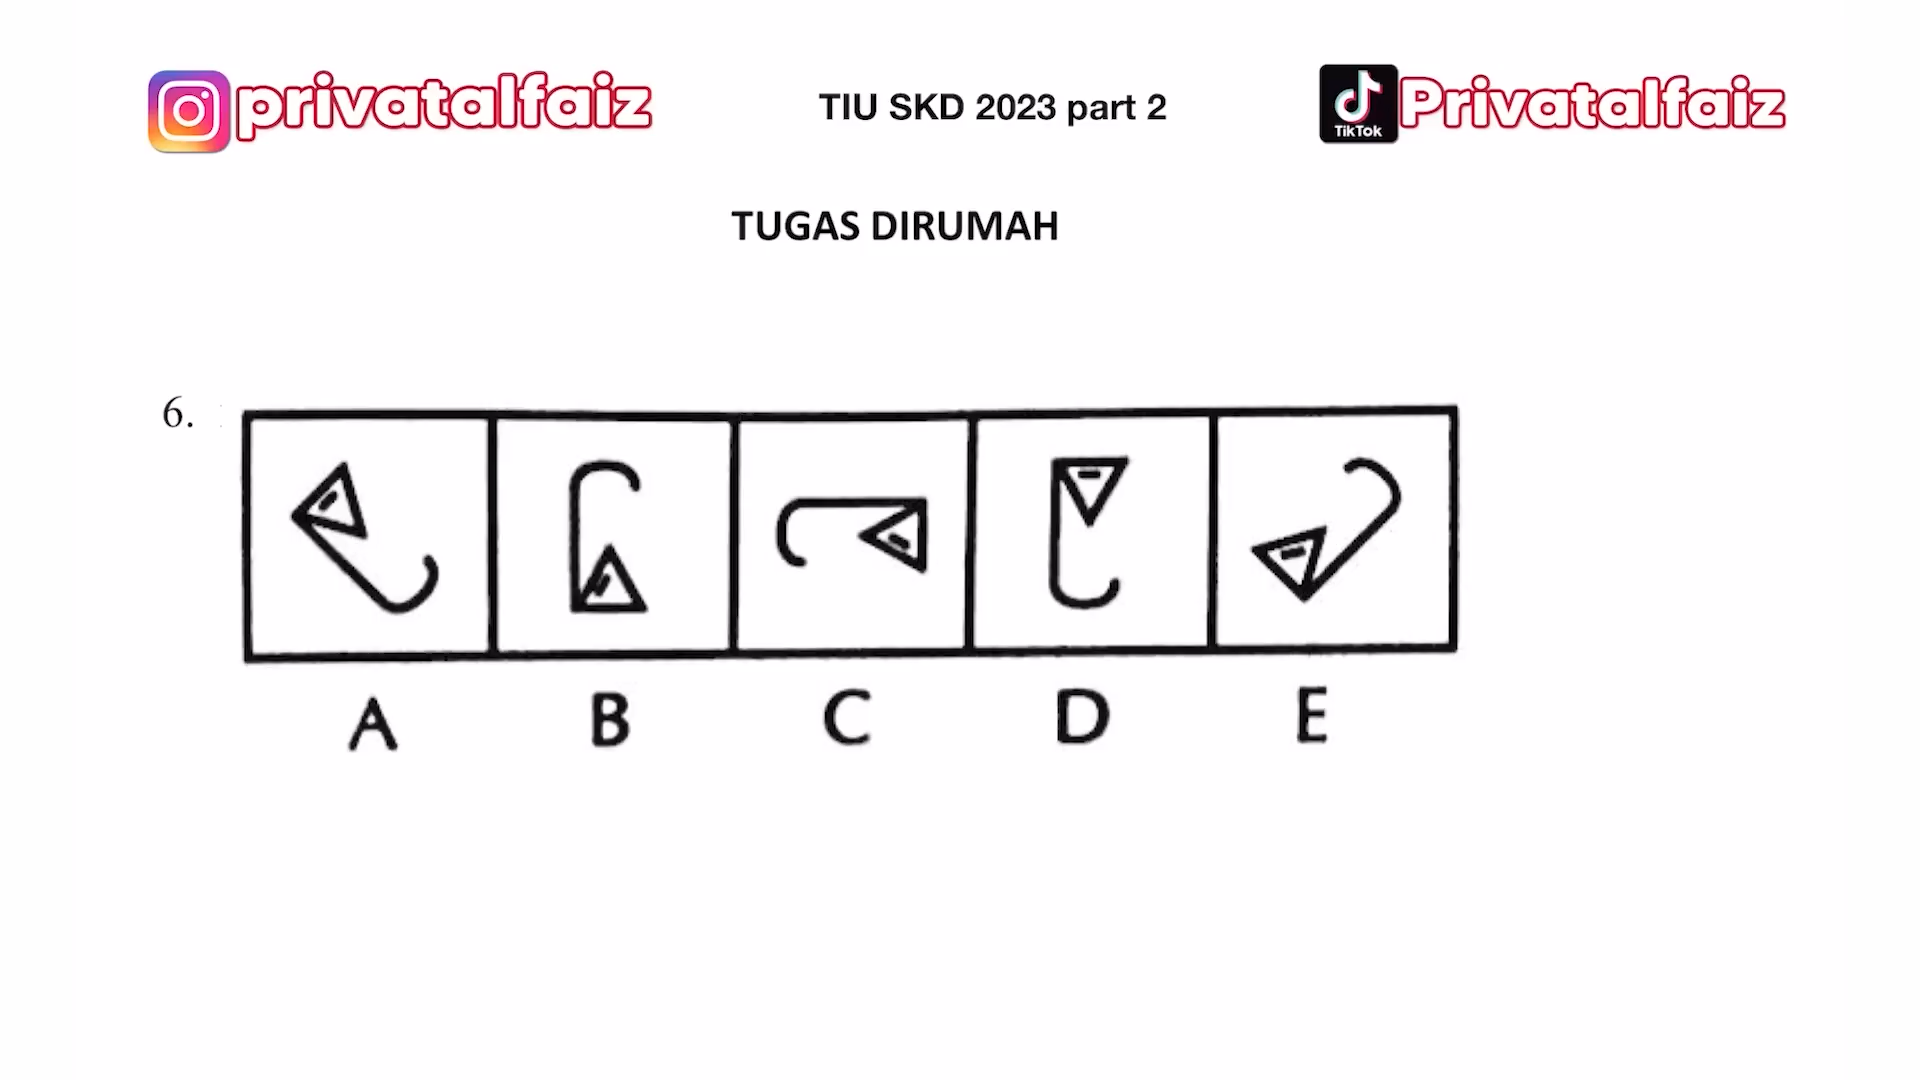 privatalfaiz
TIU SKD 2023 part 2
TikTok
Privatalfaiz
TUGAS DIRUMAH
6.
A B C D E